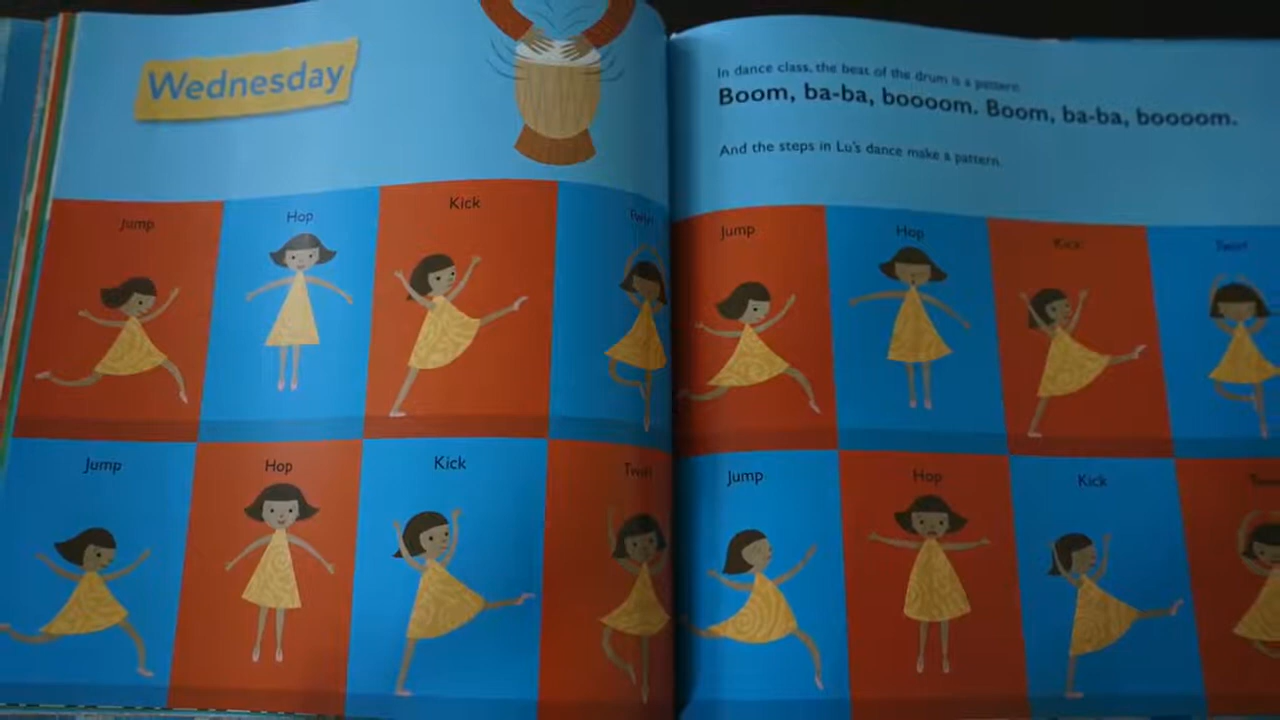 Wednesday
Jump Hop Kick Twirl
Jump Hop Kick Twirl
In dance class, the beat of the drum is a pattern.
Boom, ba-ba, boooom. Boom, ba-ba, boooom.
And the steps in Lu's dance make a pattern.
Jump Hop Kick Twirl
Jump Hop Kick